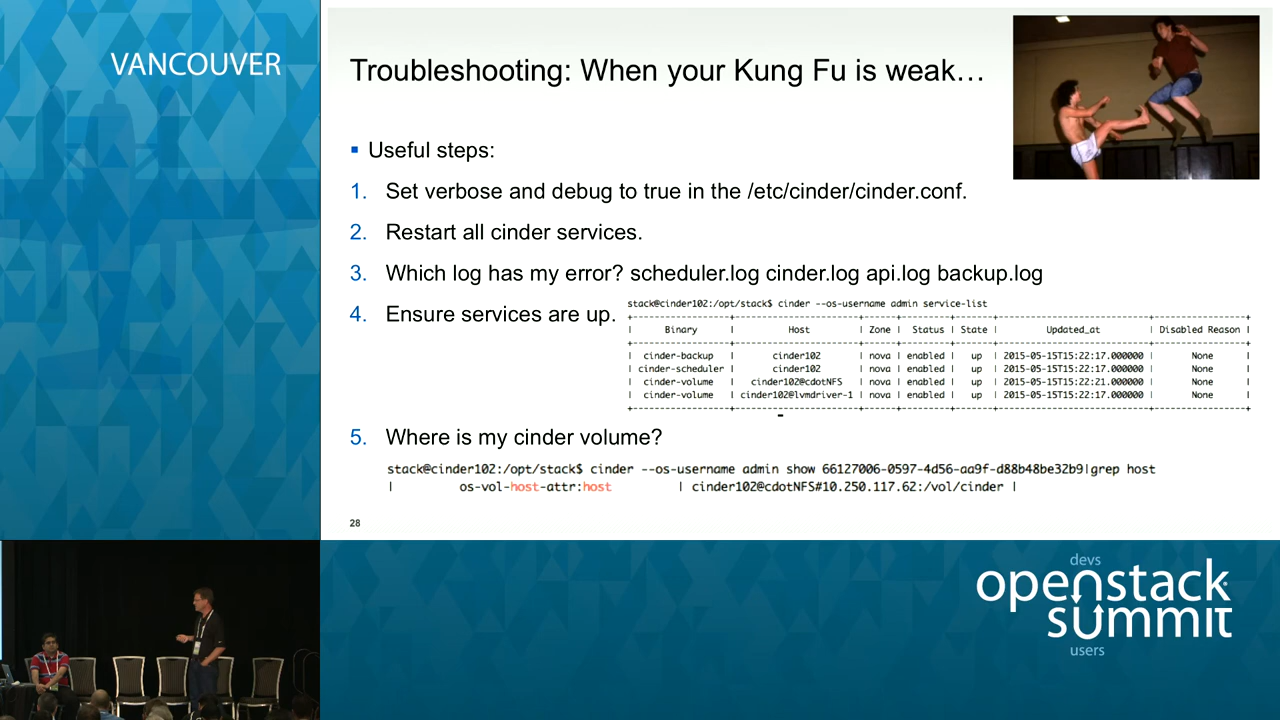 VANCOUVER
Troubleshooting: When your Kung Fu is weak…
▪ Useful steps:
1. Set verbose and debug to true in the /etc/cinder/cinder.conf.
2. Restart all cinder services.
3. Which log has my error? scheduler.log cinder.log api.log backup.log
4. Ensure services are up.
stack@cinder102:/opt/stack$ cinder --os-username admin service-list
| Binary | Host | Zone | Status | State | Updated_at | Disabled Reason |
| cinder-backup | cinder102 | nova | enabled | up | 2015-05-15T15:22:17.000000 | None |
| cinder-scheduler | cinder102 | nova | enabled | up | 2015-05-15T15:22:17.000000 | None |
| cinder-volume | cinder102@cdotNFS | nova | enabled | up | 2015-05-15T15:22:21.000000 | None |
| cinder-volume | cinder102@lvmdriver-1 | nova | enabled | up | 2015-05-15T15:22:17.000000 | None |
5. Where is my cinder volume?
stack@cinder102:/opt/stack$ cinder --os-username admin show 66127006-0597-4d56-aa9f-d88b48be32b9|grep host
| os-vol-host-attr:host | cinder102@cdotNFS#10.250.117.62:/vol/cinder |
28
devs
openstack
summit
users